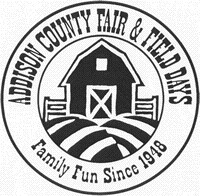 ADDISON COUNTY FAIR & FIELD DAYS
Family Fun Since 1948